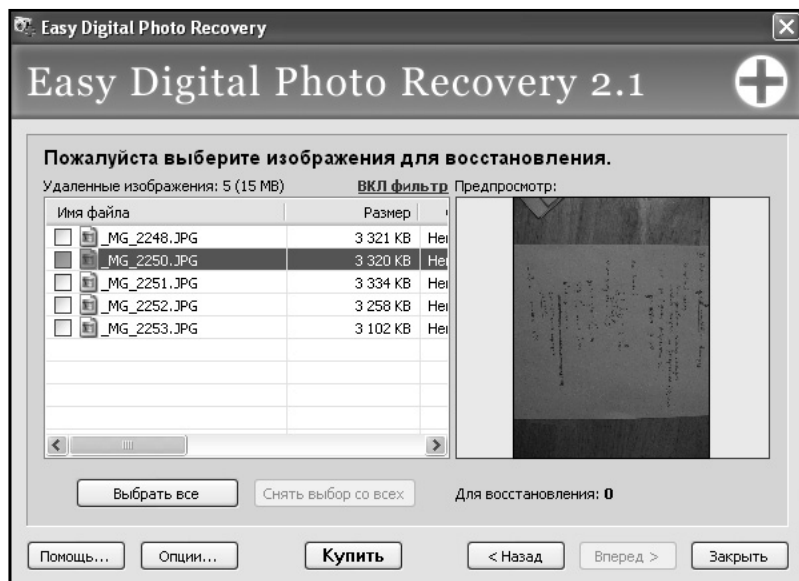 Easy Digital Photo Recovery
Easy Digital Photo Recovery 2.1
Пожалуйста выберите изображения для восстановления.
Удаленные изображения: 5 (15 MB) ВКЛ фильтр Предпросмотр:
Имя файла Размер
_MG_2248.JPG 3 321 KB
_MG_2250.JPG 3 320 KB
_MG_2251.JPG 3 334 KB
_MG_2252.JPG 3 258 KB
_MG_2253.JPG 3 102 KB
Выбрать все Снять выбор со всех Для восстановления: 0
Помощь... Опции... Купить < Назад Вперед > Закрыть